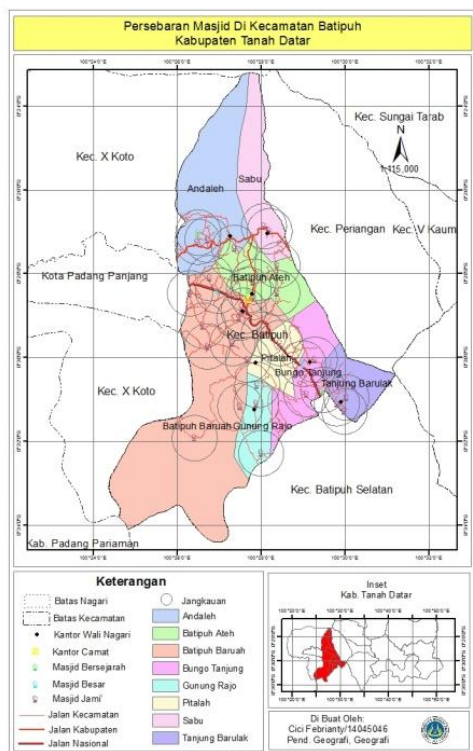 Persebaran Masjid Di Kecamatan Batipuh
Kabupaten Tanah Datar
Kec. Sungai Tarab
N
1:115,000
Kec. X Koto
Sabu
Andaleh
Kec. Periangan
Kec. V Kaum
Kota Padang Panjang
Batipuh Ateh
Kec. Batipuh
Pitalah
Bungo Tanjung
Tanjung Barulak
Kec. X Koto
Batipuh Baruah
Gunung Rajo
Kec. Batipuh Selatan
Kab. Padang Pariaman
Keterangan
Batas Nagari
Batas Kecamatan
Kantor Wali Nagari
Kantor Camat
Masjid Bersejarah
Masjid Besar
Masjid Jami'
Jalan Kecamatan
Jalan Kabupaten
Jalan Nasional
Jangkauan
Andaleh
Batipuh Ateh
Batipuh Baruah
Bungo Tanjung
Gunung Rajo
Pitalah
Sabu
Tanjung Barulak
Inset
Kab. Tanah Datar
Di Buat Oleh:
Cici Febrianty/14045046
Pend. Geografi, Geografi